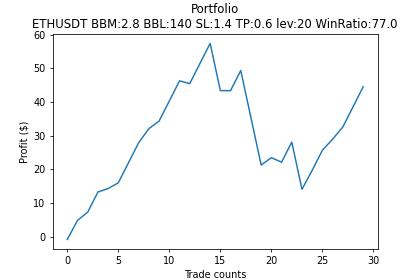 Portfolio
ETHUSDT BBM:2.8 BBL:140 SL:1.4 TP:0.6 lev:20 WinRatio:77.0
60
50
40
30
20
10
0
Profit ($)
0 5 10 15 20 25 30
Trade counts